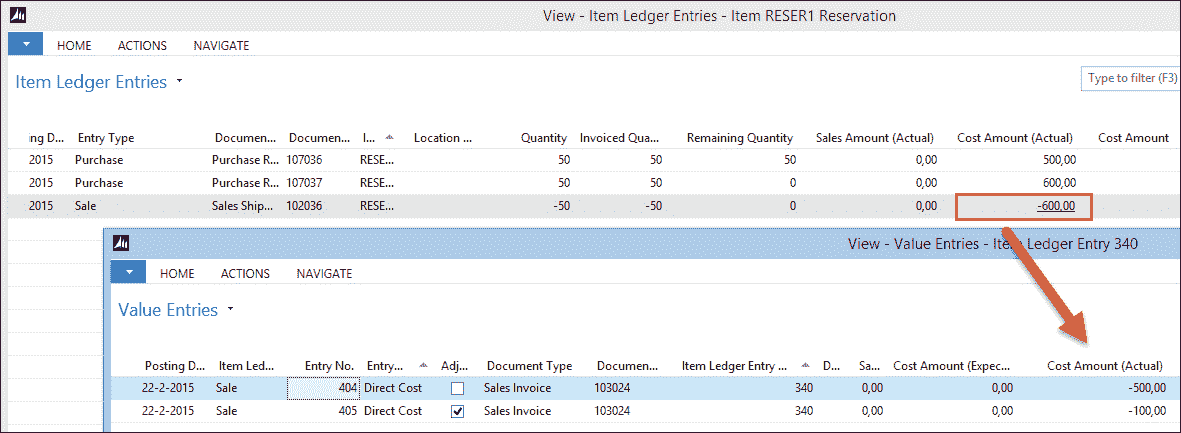 View - Item Ledger Entries - Item RESER1 Reservation
HOME ACTIONS NAVIGATE
Item Ledger Entries
Type to filter (F3)
ing D... Entry Type Documen... Documen... I... Location ... Quantity Invoiced Qua... Remaining Quantity Sales Amount (Actual) Cost Amount (Actual) Cost Amount
2015 Purchase Purchase R... 107036 RESE... 50 50 50 0,00 500,00
2015 Purchase Purchase R... 107037 RESE... 50 50 0 0,00 600,00
2015 Sale Sales Ship... 102036 RESE... -50 -50 0 0,00 -600,00
View - Value Entries - Item Ledger Entry 340
HOME ACTIONS NAVIGATE
Value Entries
Posting D... Item Led... Entry No. Entry... Adj... Document Type Documen... Item Ledger Entry ... D... Sa... Cost Amount (Expec... Cost Amount (Actual)
22-2-2015 Sale 404 Direct Cost Sales Invoice 103024 340 0,00 0,00 -500,00
22-2-2015 Sale 405 Direct Cost Sales Invoice 103024 340 0,00 0,00 -100,00